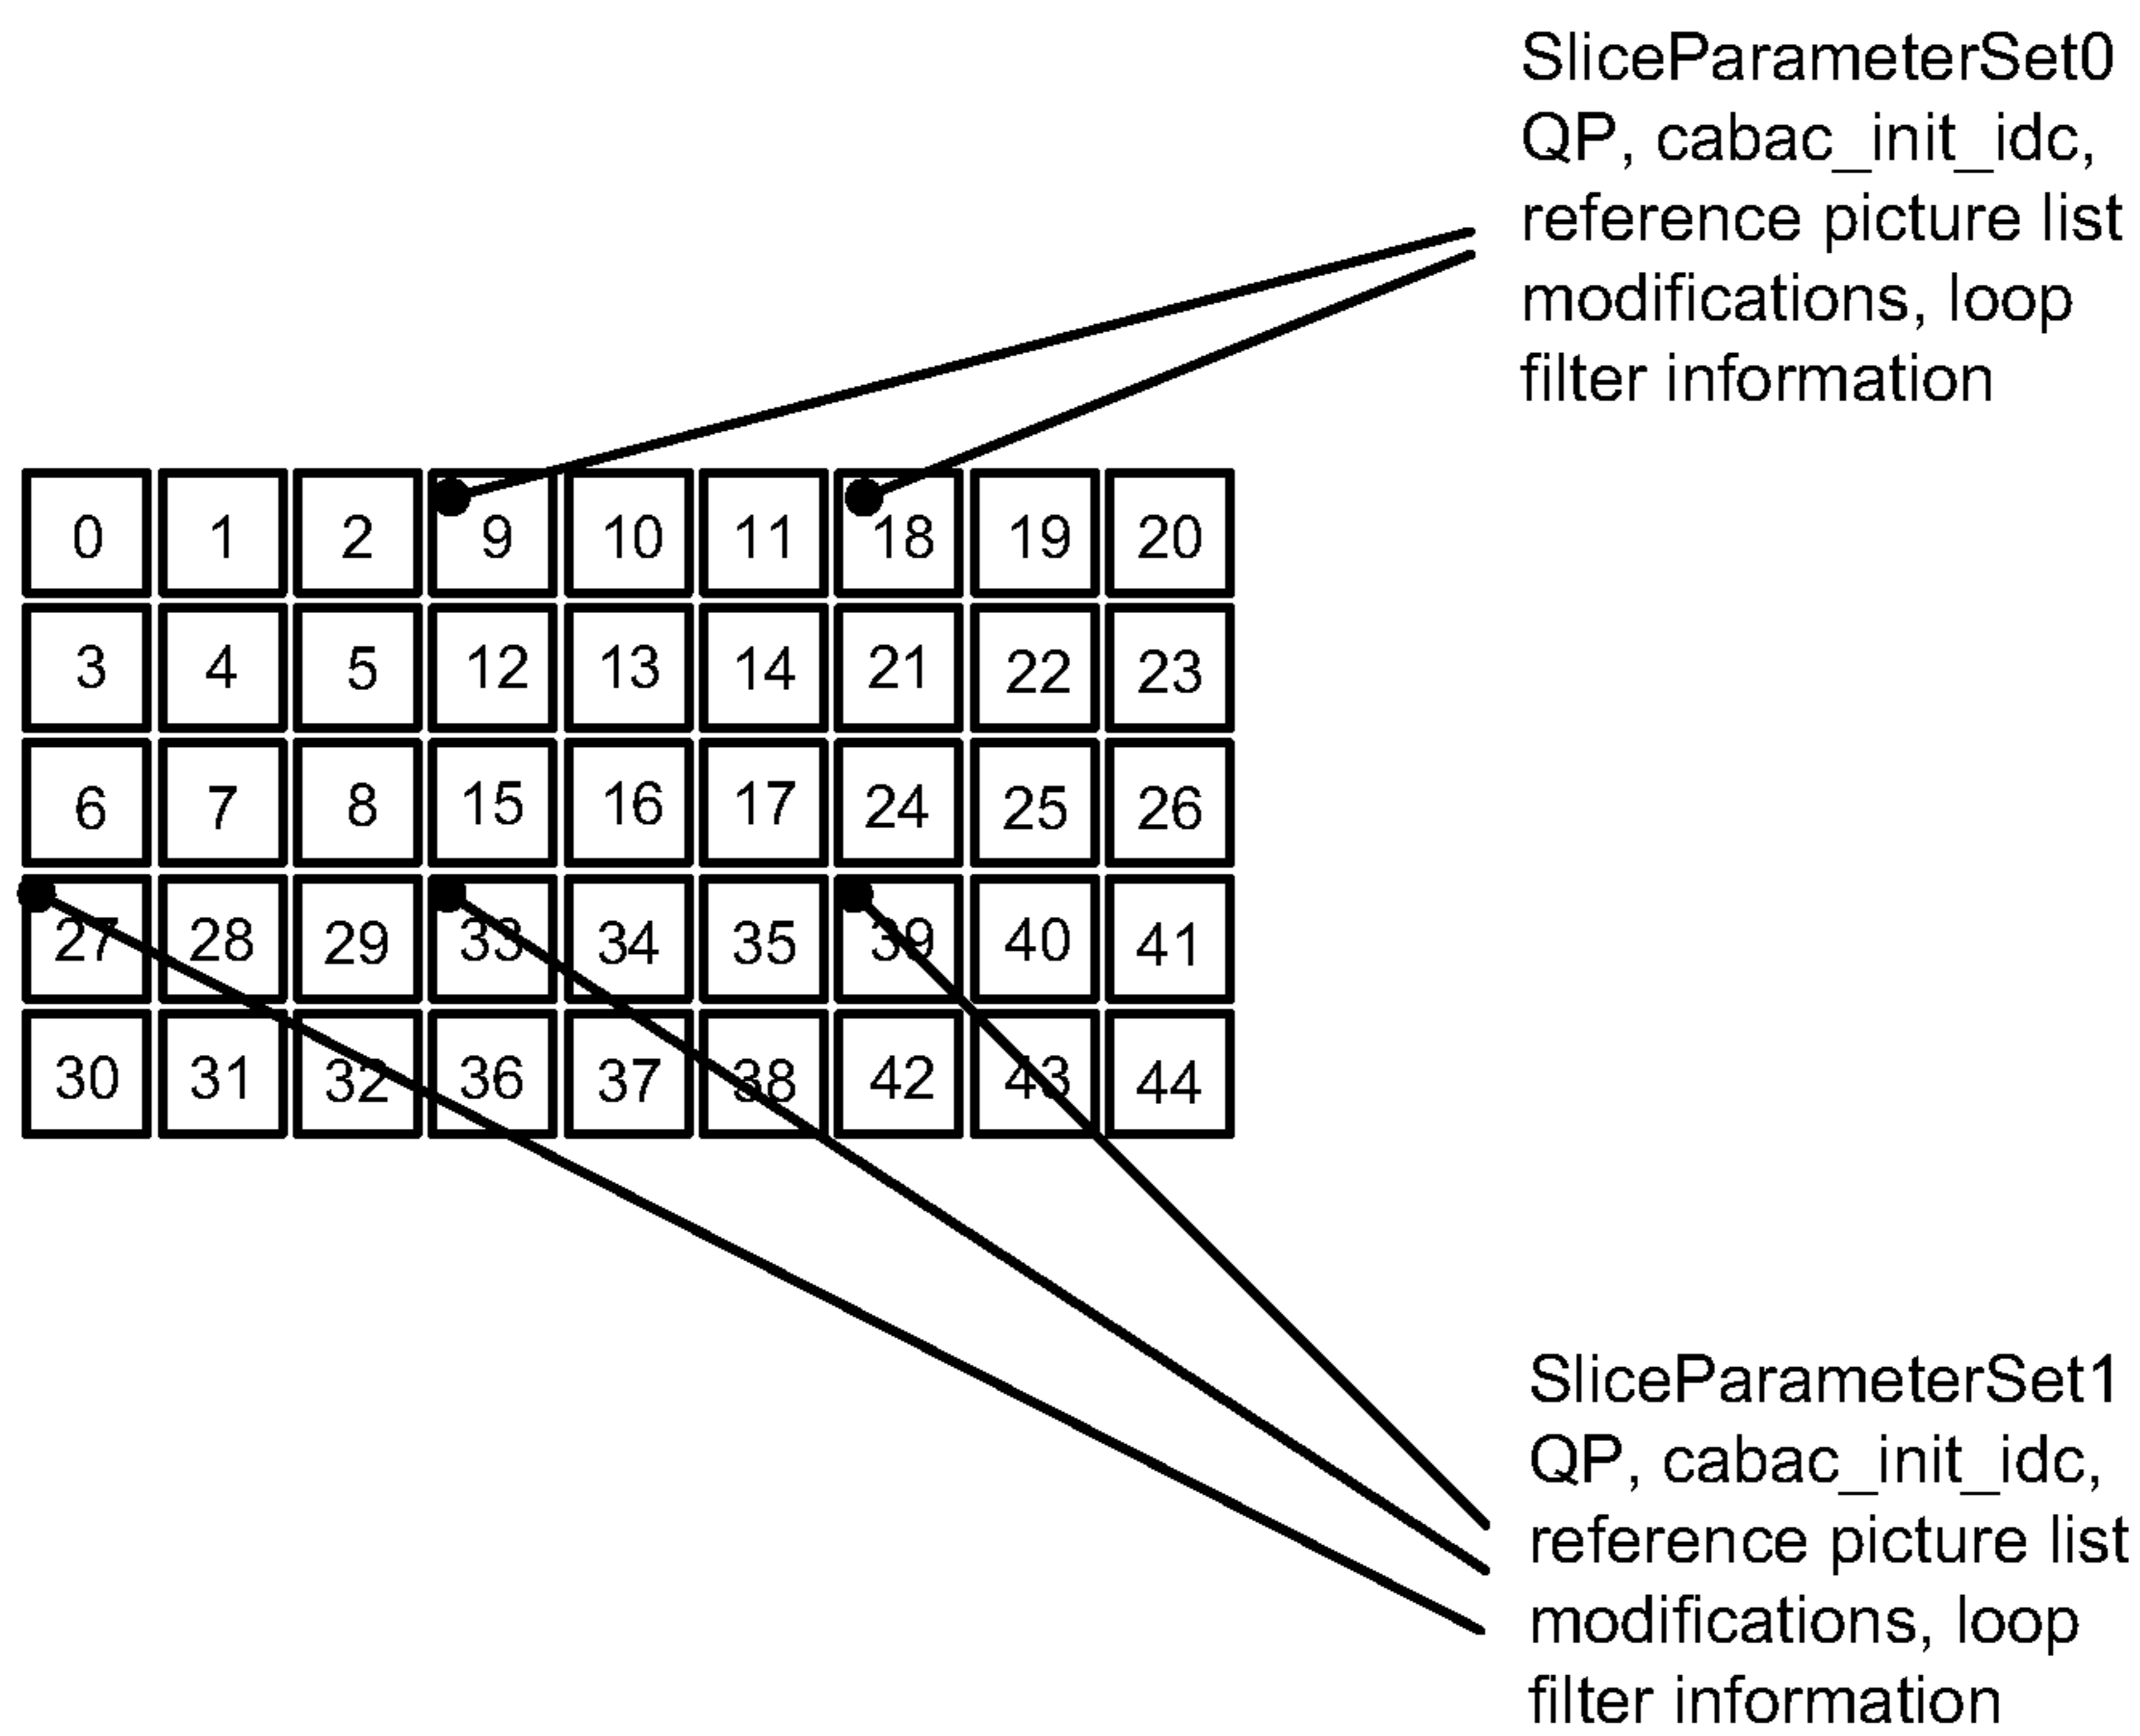 SliceParameterSet0
QP, cabac_init_idc,
reference picture list
modifications, loop
filter information
0 1 2 9 10 11 18 19 20
3 4 5 12 13 14 21 22 23
6 7 8 15 16 17 24 25 26
27 28 29 33 34 35 39 40 41
30 31 32 36 37 38 42 43 44
SliceParameterSet1
QP, cabac_init_idc,
reference picture list
modifications, loop
filter information